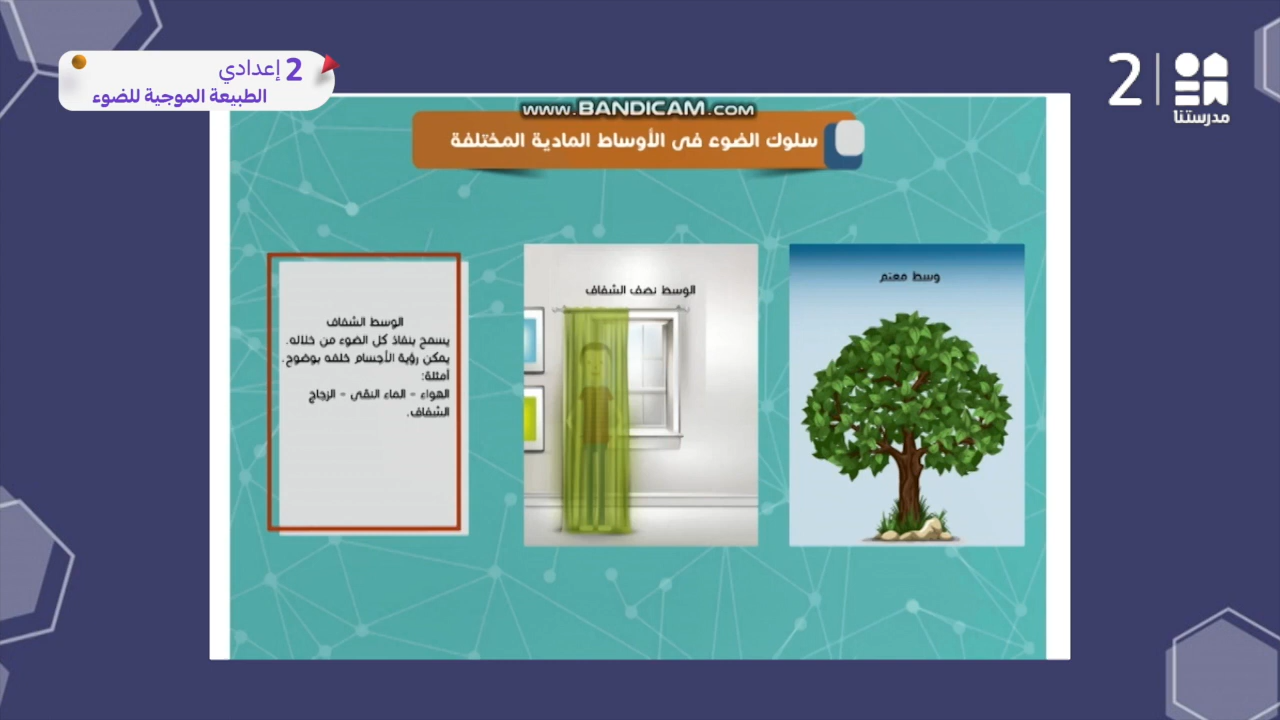 2 إعدادي
الطبيعة الموجية للضوء
2
مدرستنا
www.BANDICAM.com
سلوك الضوء فى الأوساط المادية المختلفة
وسط معتم
الوسط نصف الشفاف
الوسط الشفاف
يسمح بنفاذ كل الضوء من خلاله.
يمكن رؤية الأجسام خلفه بوضوح.
أمثلة:
الهواء - الماء النقى - الزجاج
الشفاف.